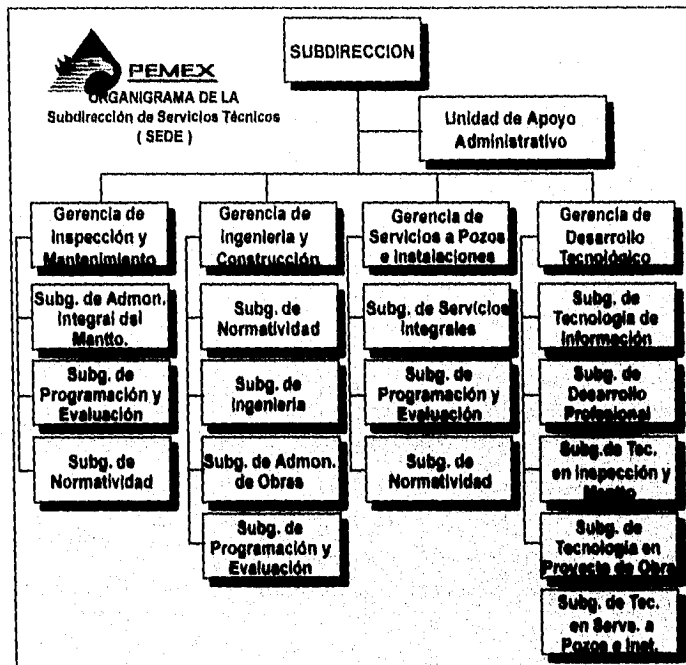 PEMEX
ORGANIGRAMA DE LA
Subdirección de Servicios Técnicos
( SEDE )
SUBDIRECCION
Unidad de Apoyo
Administrativo
Gerencia de
Inspección y
Mantenimiento
Subg. de Admon.
Integral del
Mantto.
Subg. de
Programación y
Evaluación
Subg. de
Normatividad
Gerencia de
Ingenieria y
Construcción
Subg. de
Normatividad
Subg. de
Ingenieria
Subg. de Admon.
de Obras
Subg. de
Programación y
Evaluación
Gerencia de
Servicios a Pozos
e Instalaciones
Subg. de Servicios
Integrales
Subg. de
Programación y
Evaluación
Subg. de
Normatividad
Gerencia de
Desarrollo
Tecnológico
Subg. de
Tecnología de
Información
Subg. de
Desarrollo
Profesional
Subg.de Tec.
en Inspección y
Mantto
Subg. de
Tecnología en
Proyecto de Obra
Subg. de Tec.
en Servs. a
Pozos e Inst.